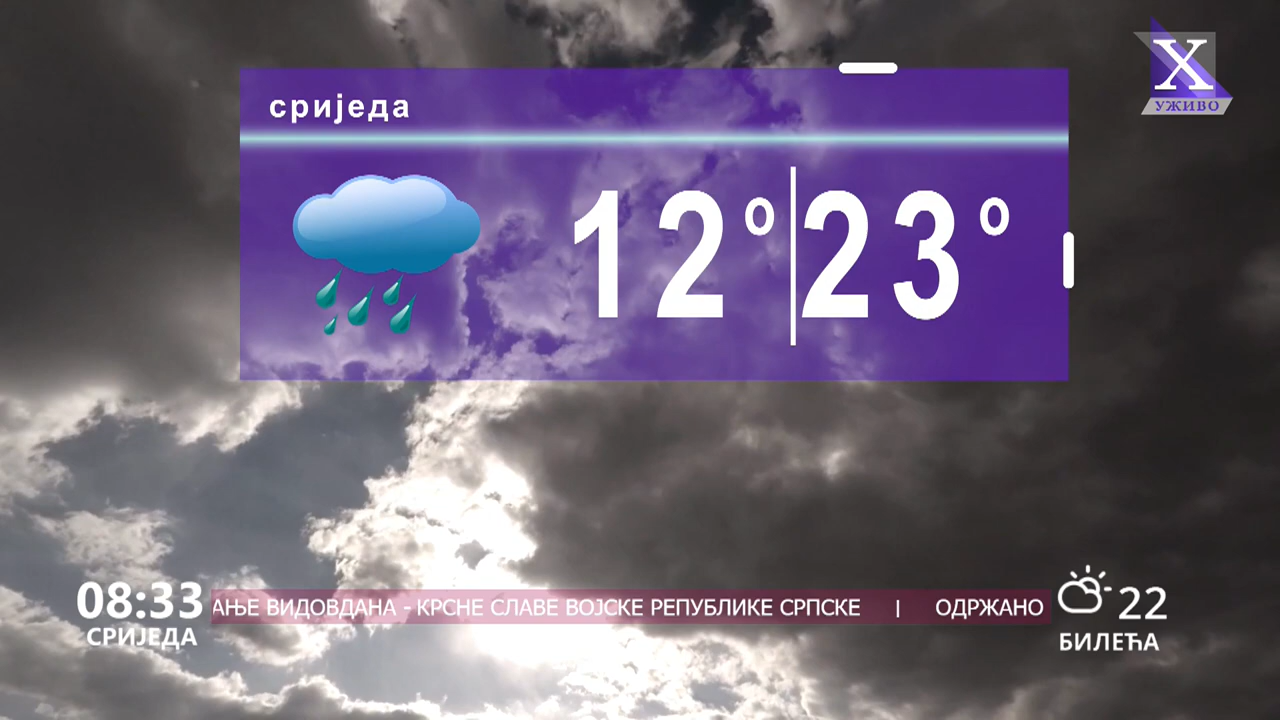 сриједа
12° 23°
X
УЖИВО
08:33
СРИЈЕДА
АЊЕ ВИДОВДАНА - КРСНЕ СЛАВЕ ВОЈСКЕ РЕПУБЛИКЕ СРПСКЕ | ОДРЖАНО
22
БИЛЕЋА